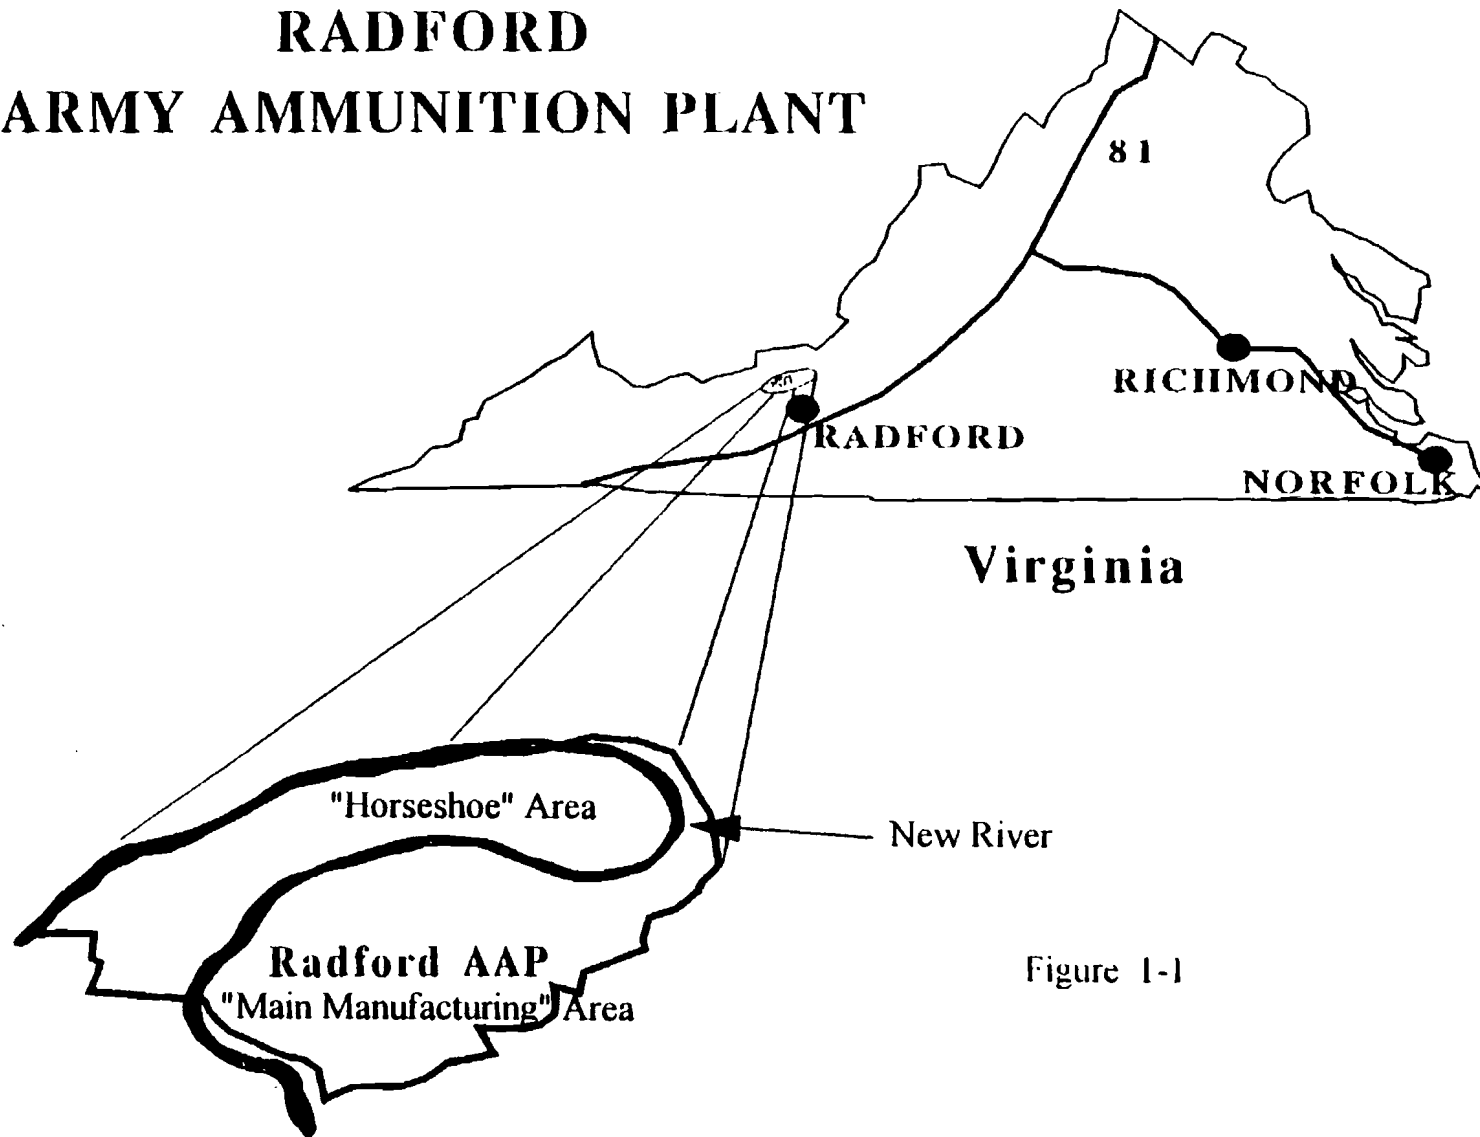 RADFORD
ARMY AMMUNITION PLANT
81
RICHMOND
RADFORD
NORFOLK
Virginia
"Horseshoe" Area
New River
Radford AAP
"Main Manufacturing" Area
Figure 1-1